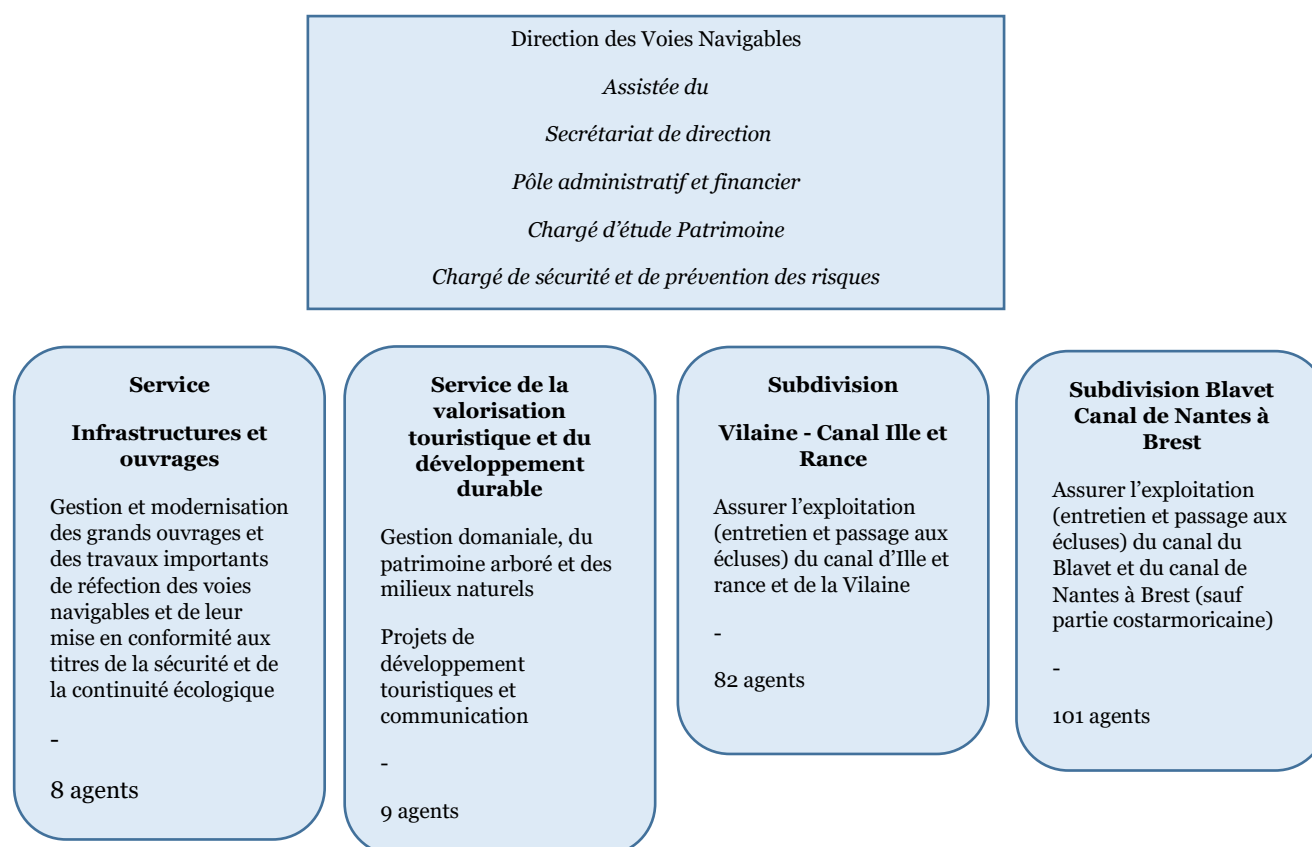 Direction des Voies Navigables
Assistée du
Secrétariat de direction
Pôle administratif et financier
Chargé d’étude Patrimoine
Chargé de sécurité et de prévention des risques
Service
Infrastructures et
ouvrages
Gestion et modernisation
des grands ouvrages et
des travaux importants
de réfection des voies
navigables et de leur
mise en conformité aux
titres de la sécurité et de
la continuité écologique
-
8 agents
Service de la
valorisation
touristique et du
développement
durable
Gestion domaniale, du
patrimoine arboré et des
milieux naturels
Projets de
développement
touristiques et
communication
-
9 agents
Subdivision
Vilaine - Canal Ille et
Rance
Assurer l’exploitation
(entretien et passage aux
écluses) du canal d’Ille et
rance et de la Vilaine
-
82 agents
Subdivision Blavet
Canal de Nantes à
Brest
Assurer l’exploitation
(entretien et passage aux
écluses) du canal du
Blavet et du canal de
Nantes à Brest (sauf
partie costarmoricaine)
-
101 agents